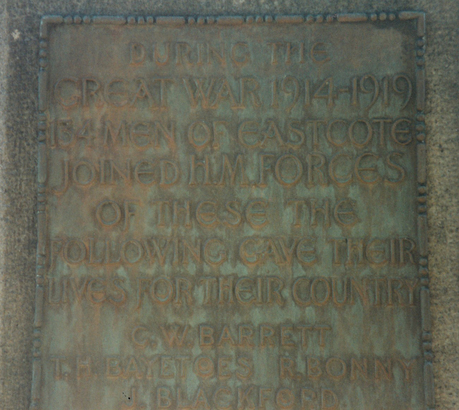 DURING THE
GREAT WAR 1914-1919
134 MEN OF EASTCOTE
JOINED H.M. FORCES
OF THESE THE
FOLLOWING GAVE THEIR
LIVES FOR THEIR COUNTRY
C. W. BARRETT
R. BONNY
J. BLACKFORD